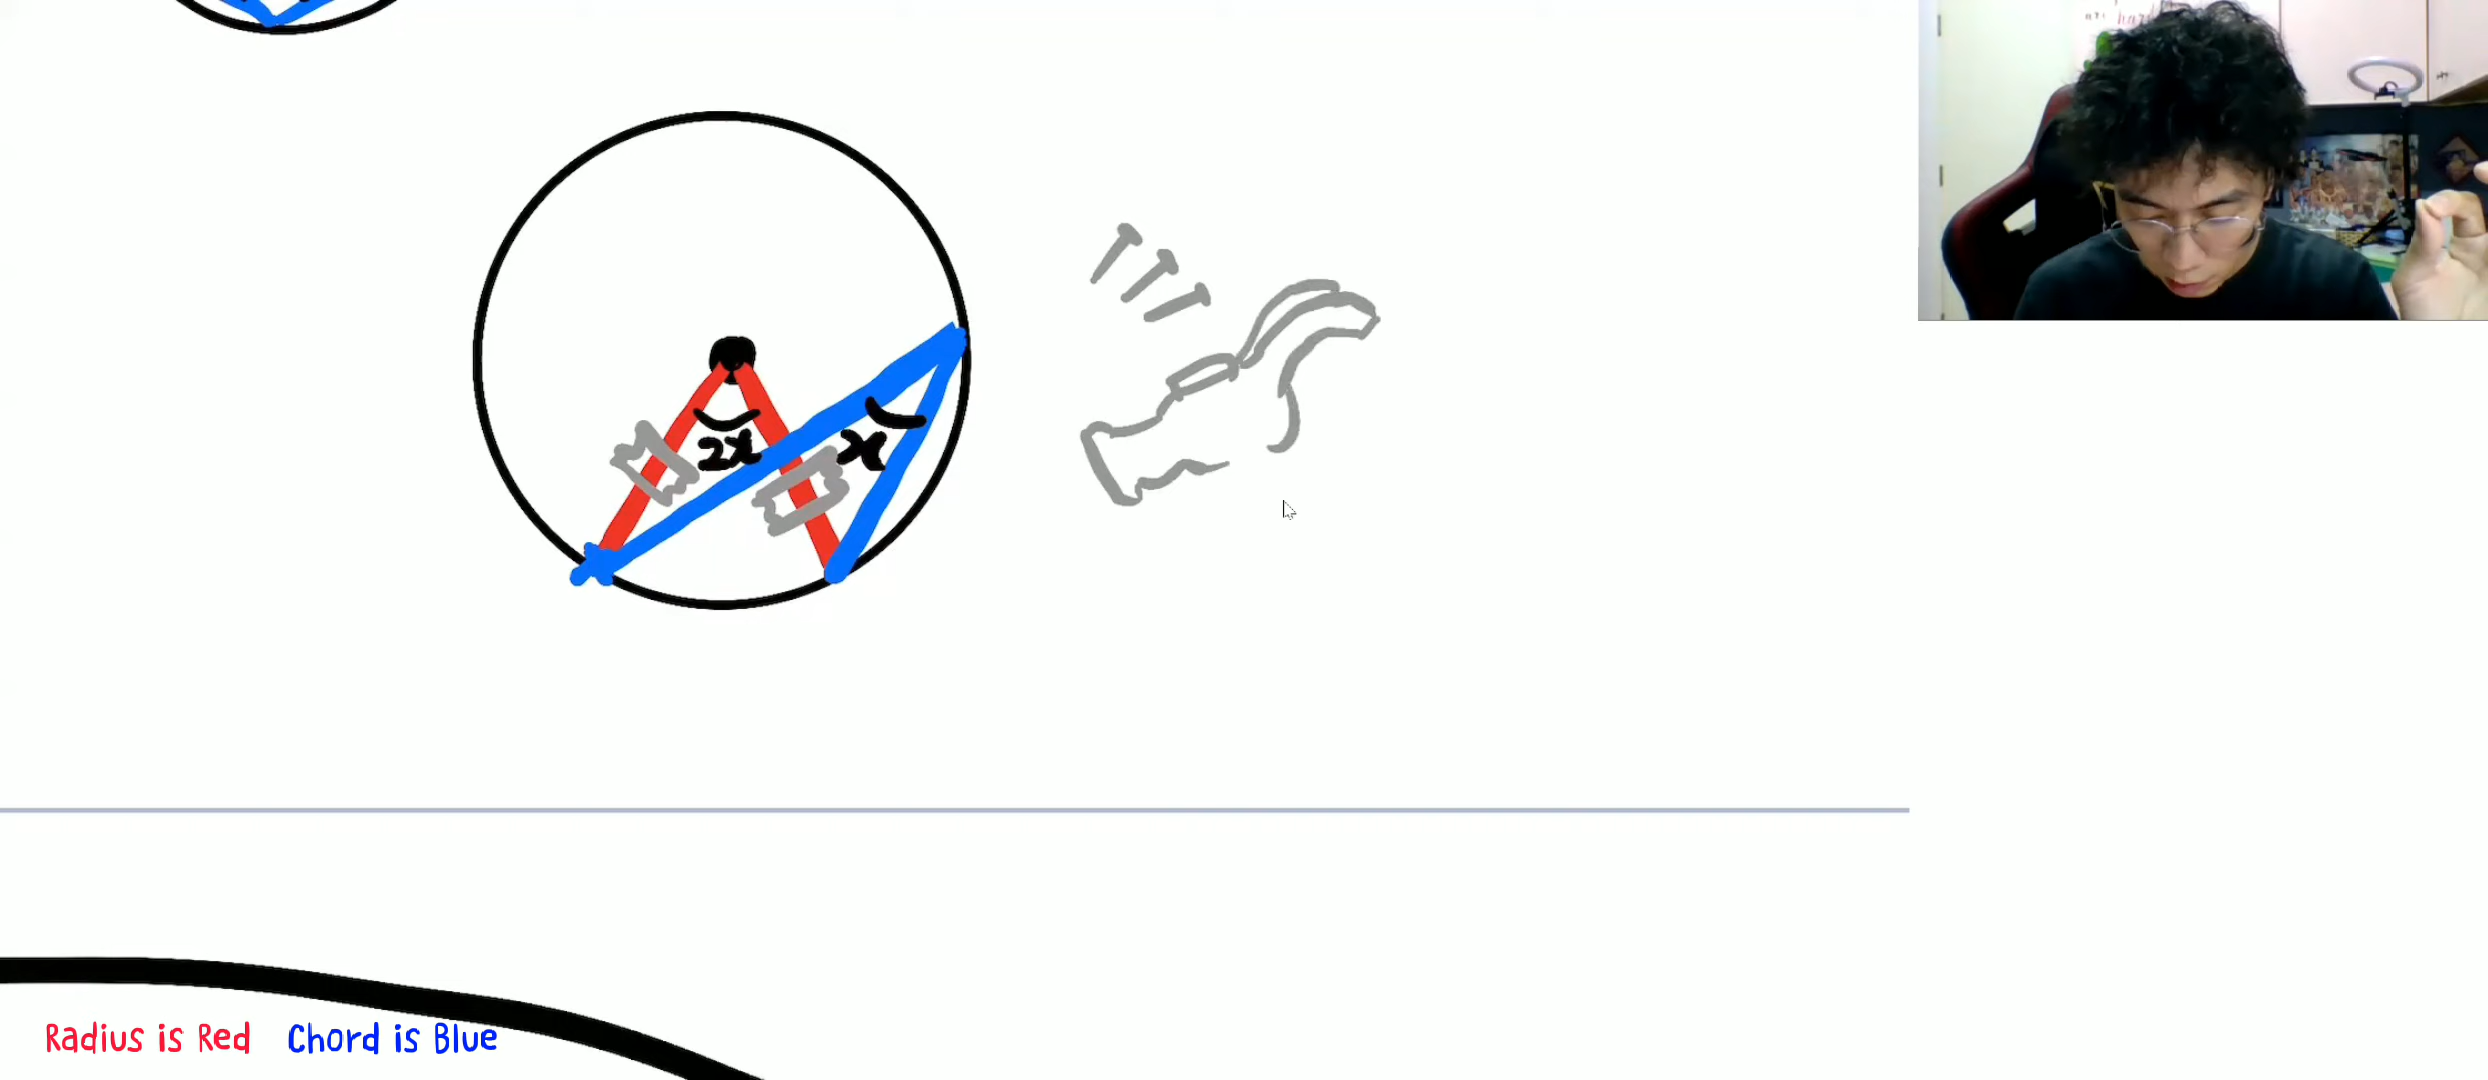 2x
x
Radius is Red Chord is Blue